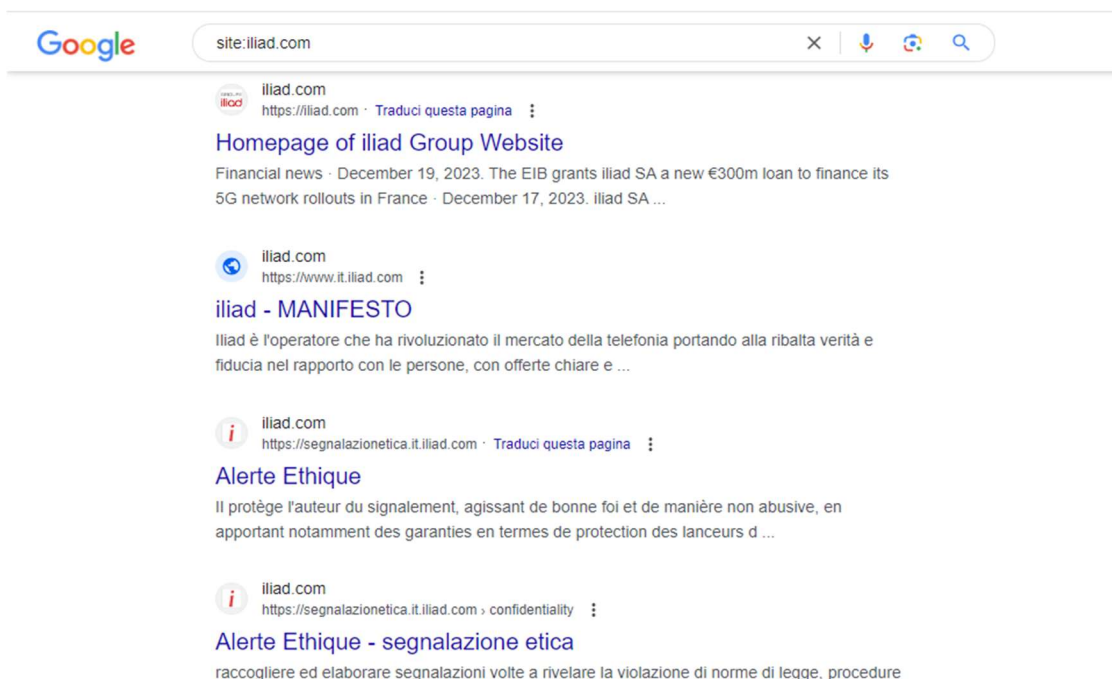 Google
site:iliad.com
iliad
iliad.com
https://iliad.com · Traduci questa pagina
Homepage of iliad Group Website
Financial news · December 19, 2023. The EIB grants iliad SA a new €300m loan to finance its
5G network rollouts in France · December 17, 2023. iliad SA ...
iliad.com
https://www.it.iliad.com
iliad - MANIFESTO
Iliad è l'operatore che ha rivoluzionato il mercato della telefonia portando alla ribalta verità e
fiducia nel rapporto con le persone, con offerte chiare e ...
i
iliad.com
https://segnalazionetica.it.iliad.com · Traduci questa pagina
Alerte Ethique
Il protège l'auteur du signalement, agissant de bonne foi et de manière non abusive, en
apportant notamment des garanties en termes de protection des lanceurs d ...
i
iliad.com
https://segnalazionetica.it.iliad.com › confidentiality
Alerte Ethique - segnalazione etica
raccogliere ed elaborare segnalazioni volte a rivelare la violazione di norme di legge, procedure